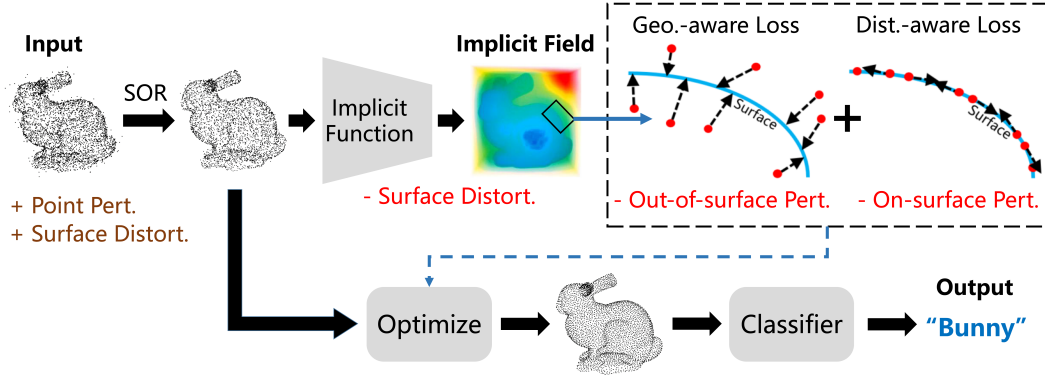 Input
SOR
Implicit
Function
Implicit Field
Geo.-aware Loss
Dist.-aware Loss
Surface
+
Surface
+ Point Pert.
+ Surface Distort.
- Surface Distort.
- Out-of-surface Pert.
- On-surface Pert.
Optimize
Classifier
Output
“Bunny”